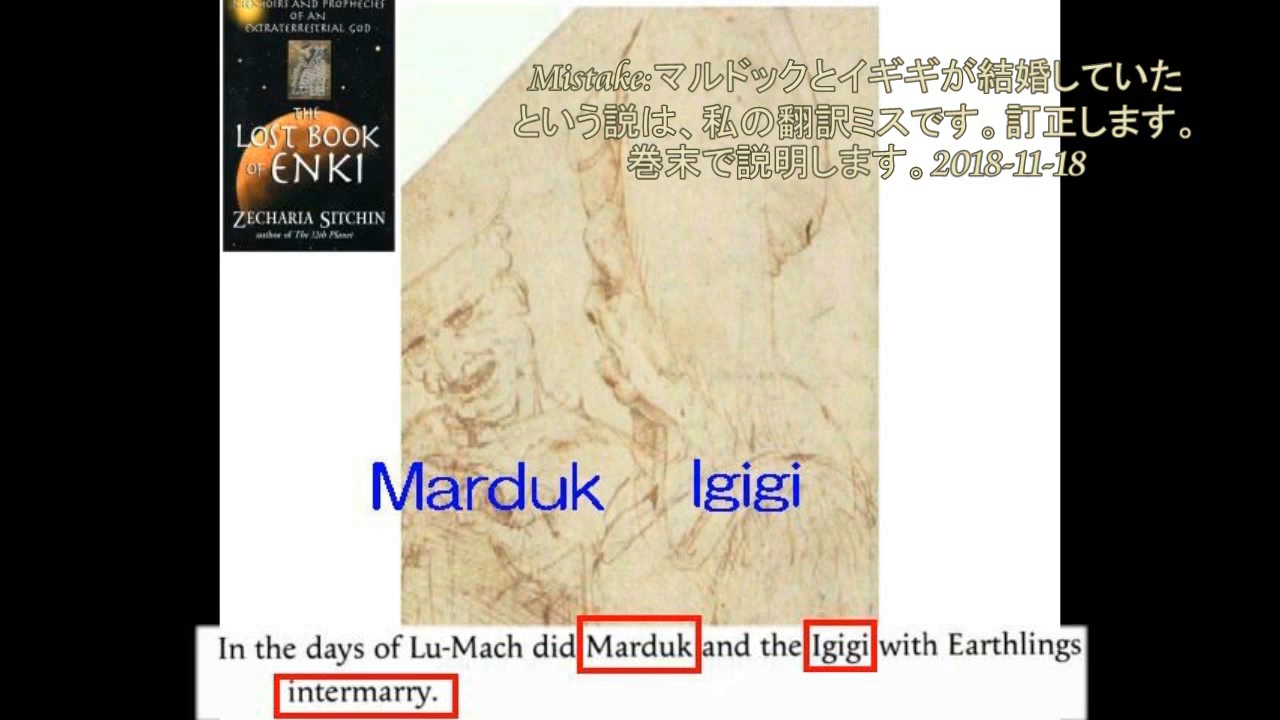 MEMOIRS AND PROPHECIES
OF AN
EXTRATERRESTRIAL GOD
THE
LOST BOOK
OF ENKI
ZECHARIA SITCHIN
author of The 12th Planet
Mistake:マルドックとイギギが結婚していた
という説は、私の翻訳ミスです。訂正します。
巻末で説明します。2018-11-18
Marduk Igigi
In the days of Lu-Mach did Marduk and the Igigi with Earthlings
intermarry.